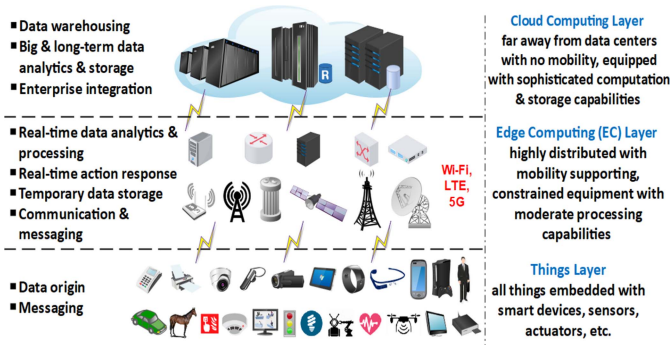 Data warehousing
Big & long-term data
analytics & storage
Enterprise integration
R
Cloud Computing Layer
far away from data centers
with no mobility, equipped
with sophisticated computation
& storage capabilities
Real-time data analytics &
processing
Real-time action response
Temporary data storage
Communication &
messaging
Wi-Fi,
LTE,
5G
Edge Computing (EC) Layer
highly distributed with
mobility supporting,
constrained equipment with
moderate processing
capabilities
Data origin
Messaging
Things Layer
all things embedded with
smart devices, sensors,
actuators, etc.